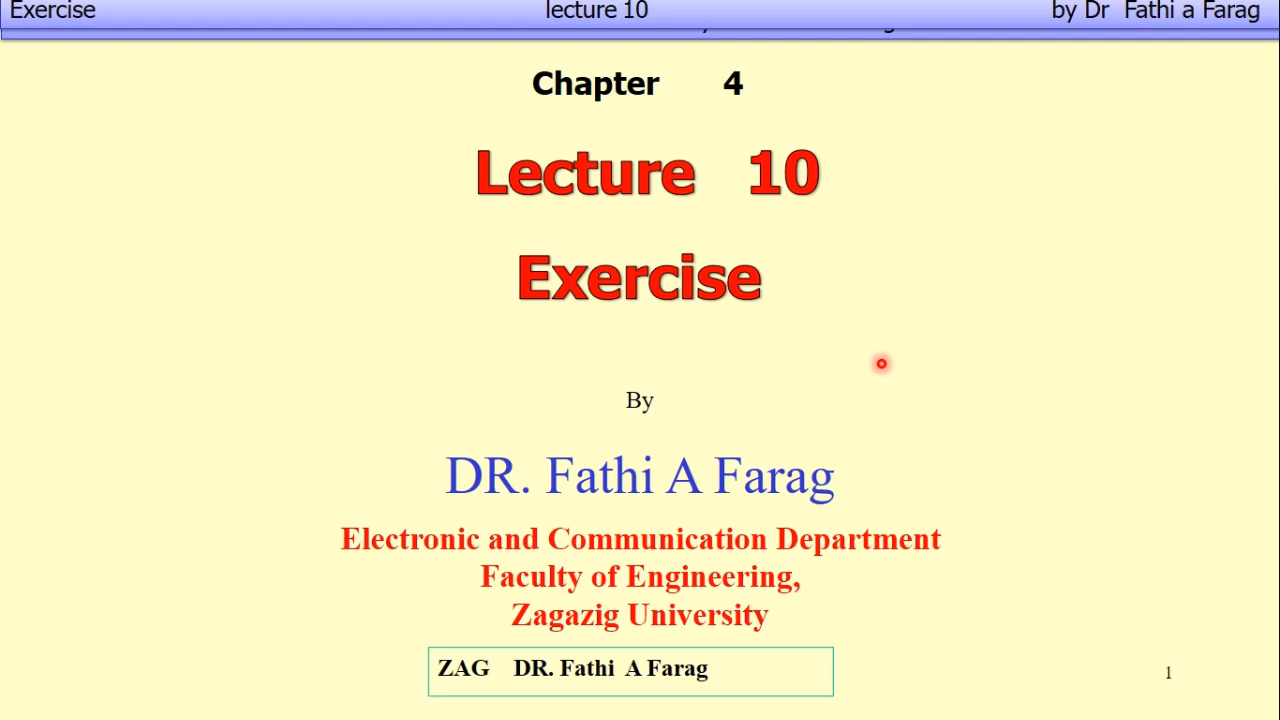 Exercise lecture 10 by Dr Fathi a Farag
Chapter 4
Lecture 10
Exercise
By
DR. Fathi A Farag
Electronic and Communication Department
Faculty of Engineering,
Zagazig University
ZAG DR. Fathi A Farag
1